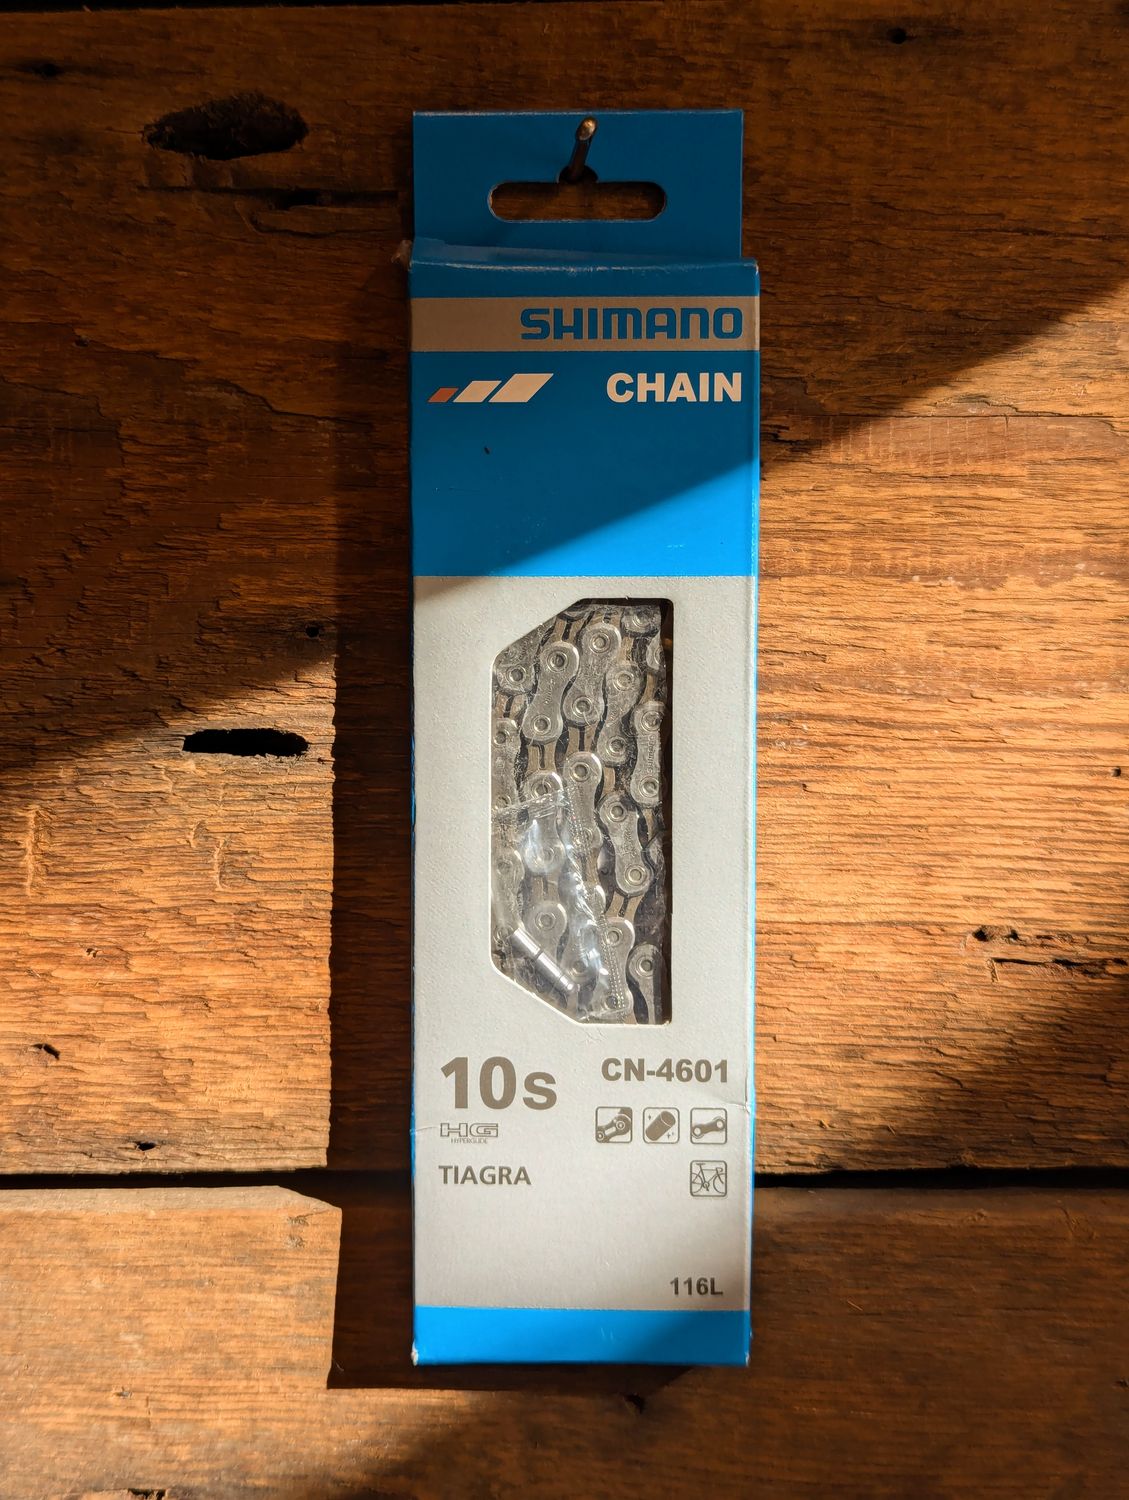 SHIMANO
CHAIN
10s
CN-4601
HG
HYPERGLIDE
TIAGRA
116L